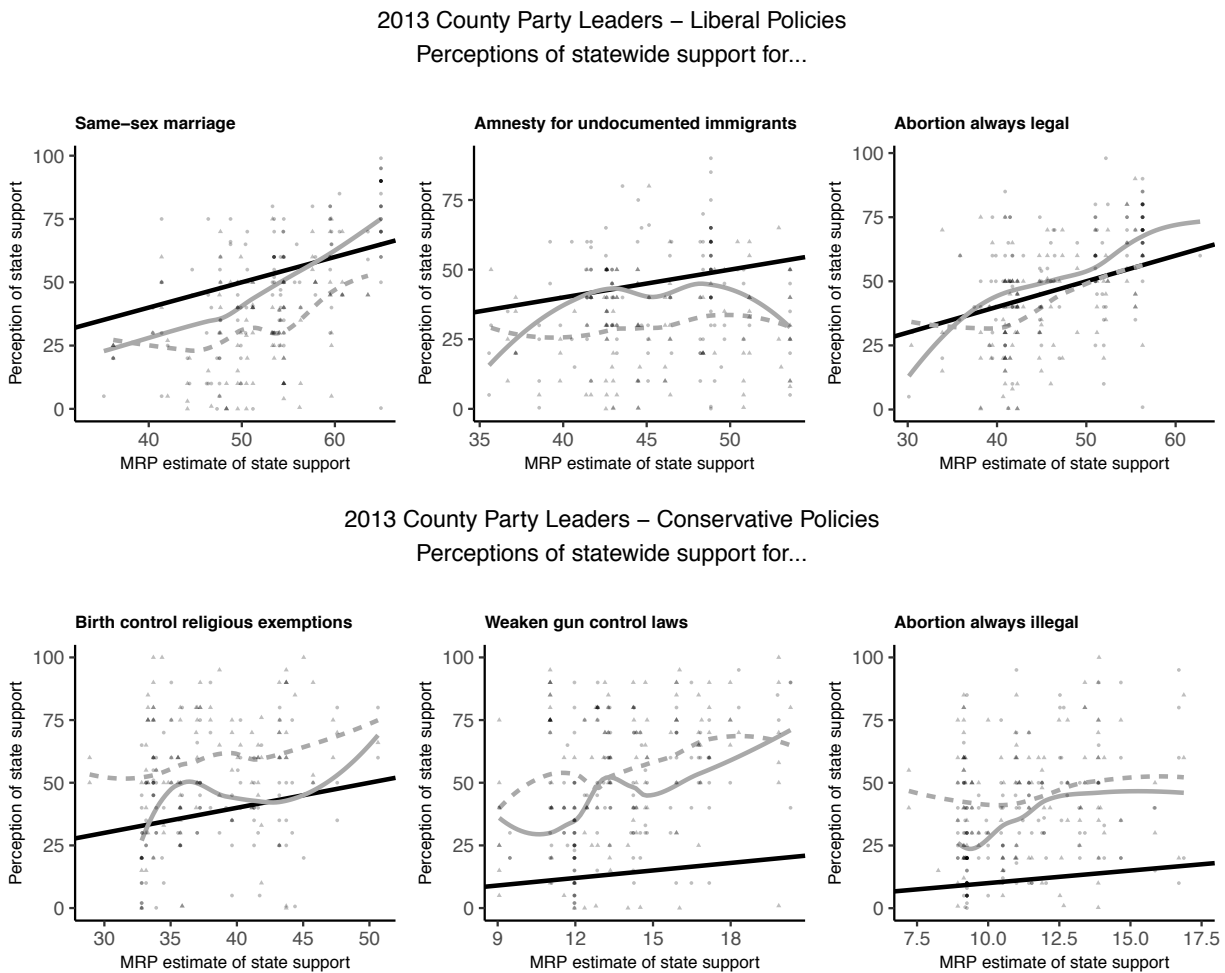 2013 County Party Leaders – Liberal Policies
Perceptions of statewide support for...
Same–sex marriage
Amnesty for undocumented immigrants
Abortion always legal
Perception of state support
100
75
50
25
0
40
50
60
MRP estimate of state support
Perception of state support
75
50
25
0
35
40
45
50
MRP estimate of state support
Perception of state support
100
75
50
25
0
30
40
50
60
MRP estimate of state support
2013 County Party Leaders – Conservative Policies
Perceptions of statewide support for...
Birth control religious exemptions
Weaken gun control laws
Abortion always illegal
Perception of state support
100
75
50
25
0
30
35
40
45
50
MRP estimate of state support
Perception of state support
100
75
50
25
0
9
12
15
18
MRP estimate of state support
Perception of state support
100
75
50
25
0
7.5
10.0
12.5
15.0
17.5
MRP estimate of state support